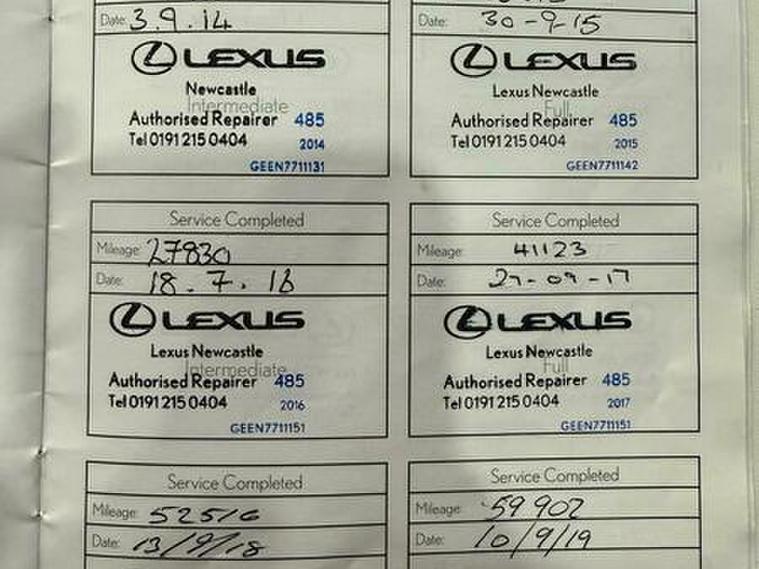 Date: 3.9.14
LEXUS
Newcastle
Intermediate
Authorised Repairer 485
Tel 0191 215 0404 2014
GEEN7711131
Date: 30-9-15
LEXUS
Lexus Newcastle
Full
Authorised Repairer 485
Tel 0191 215 0404 2015
GEEN7711142
Service Completed
Mileage: 27830
Date: 18.7.16
LEXUS
Lexus Newcastle
Intermediate
Authorised Repairer 485
Tel 0191 215 0404 2016
GEEN7711151
Service Completed
Mileage: 41123
Date: 27-09-17
LEXUS
Lexus Newcastle
Full
Authorised Repairer 485
Tel 0191 215 0404 2017
GEEN7711151
Service Completed
Mileage: 52516
Date: 13/9/18
Service Completed
Mileage: 59902
Date: 10/9/19